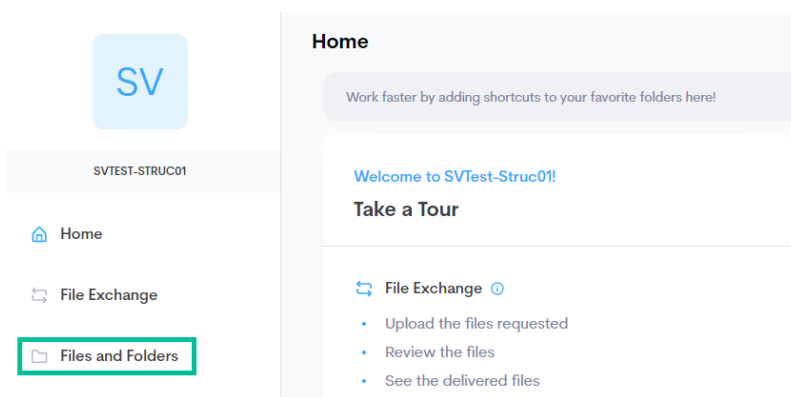 SV
SVTEST-STRUC01
Home
File Exchange
Files and Folders
Home
Work faster by adding shortcuts to your favorite folders here!
Welcome to SVTest-Struc01!
Take a Tour
File Exchange
Upload the files requested
Review the files
See the delivered files